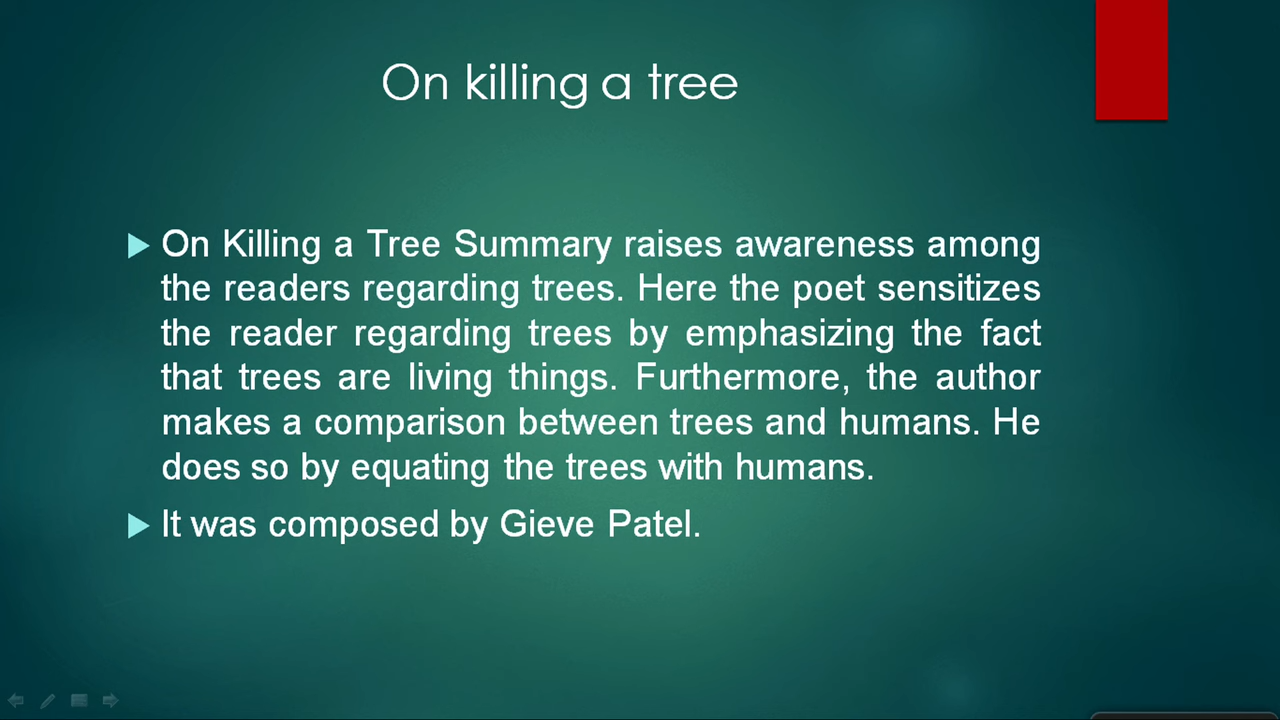 On killing a tree
On Killing a Tree Summary raises awareness among
the readers regarding trees. Here the poet sensitizes
the reader regarding trees by emphasizing the fact
that trees are living things. Furthermore, the author
makes a comparison between trees and humans. He
does so by equating the trees with humans.
It was composed by Gieve Patel.